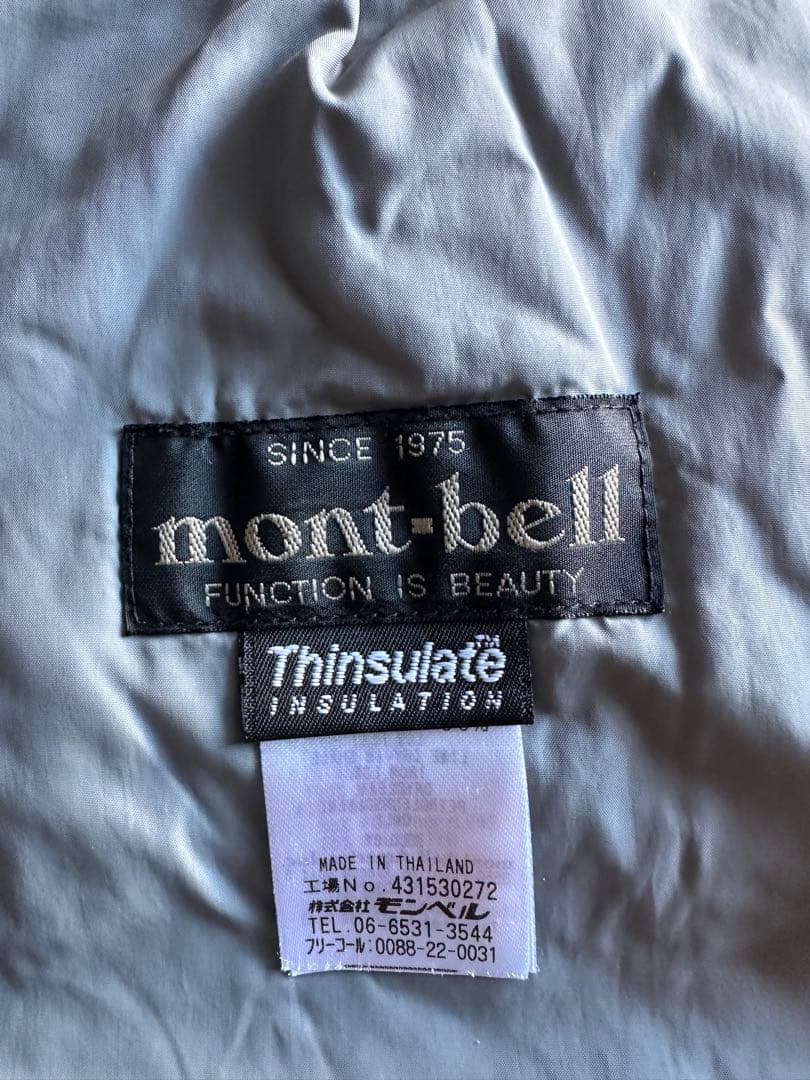 SINCE 1975
mont-bell
FUNCTION IS BEAUTY
Thinsulate™
INSULATION
MADE IN THAILAND
工場No.431530272
株式会社 モンベル
TEL.06-6531-3544
フリーコール:0088-22-0031